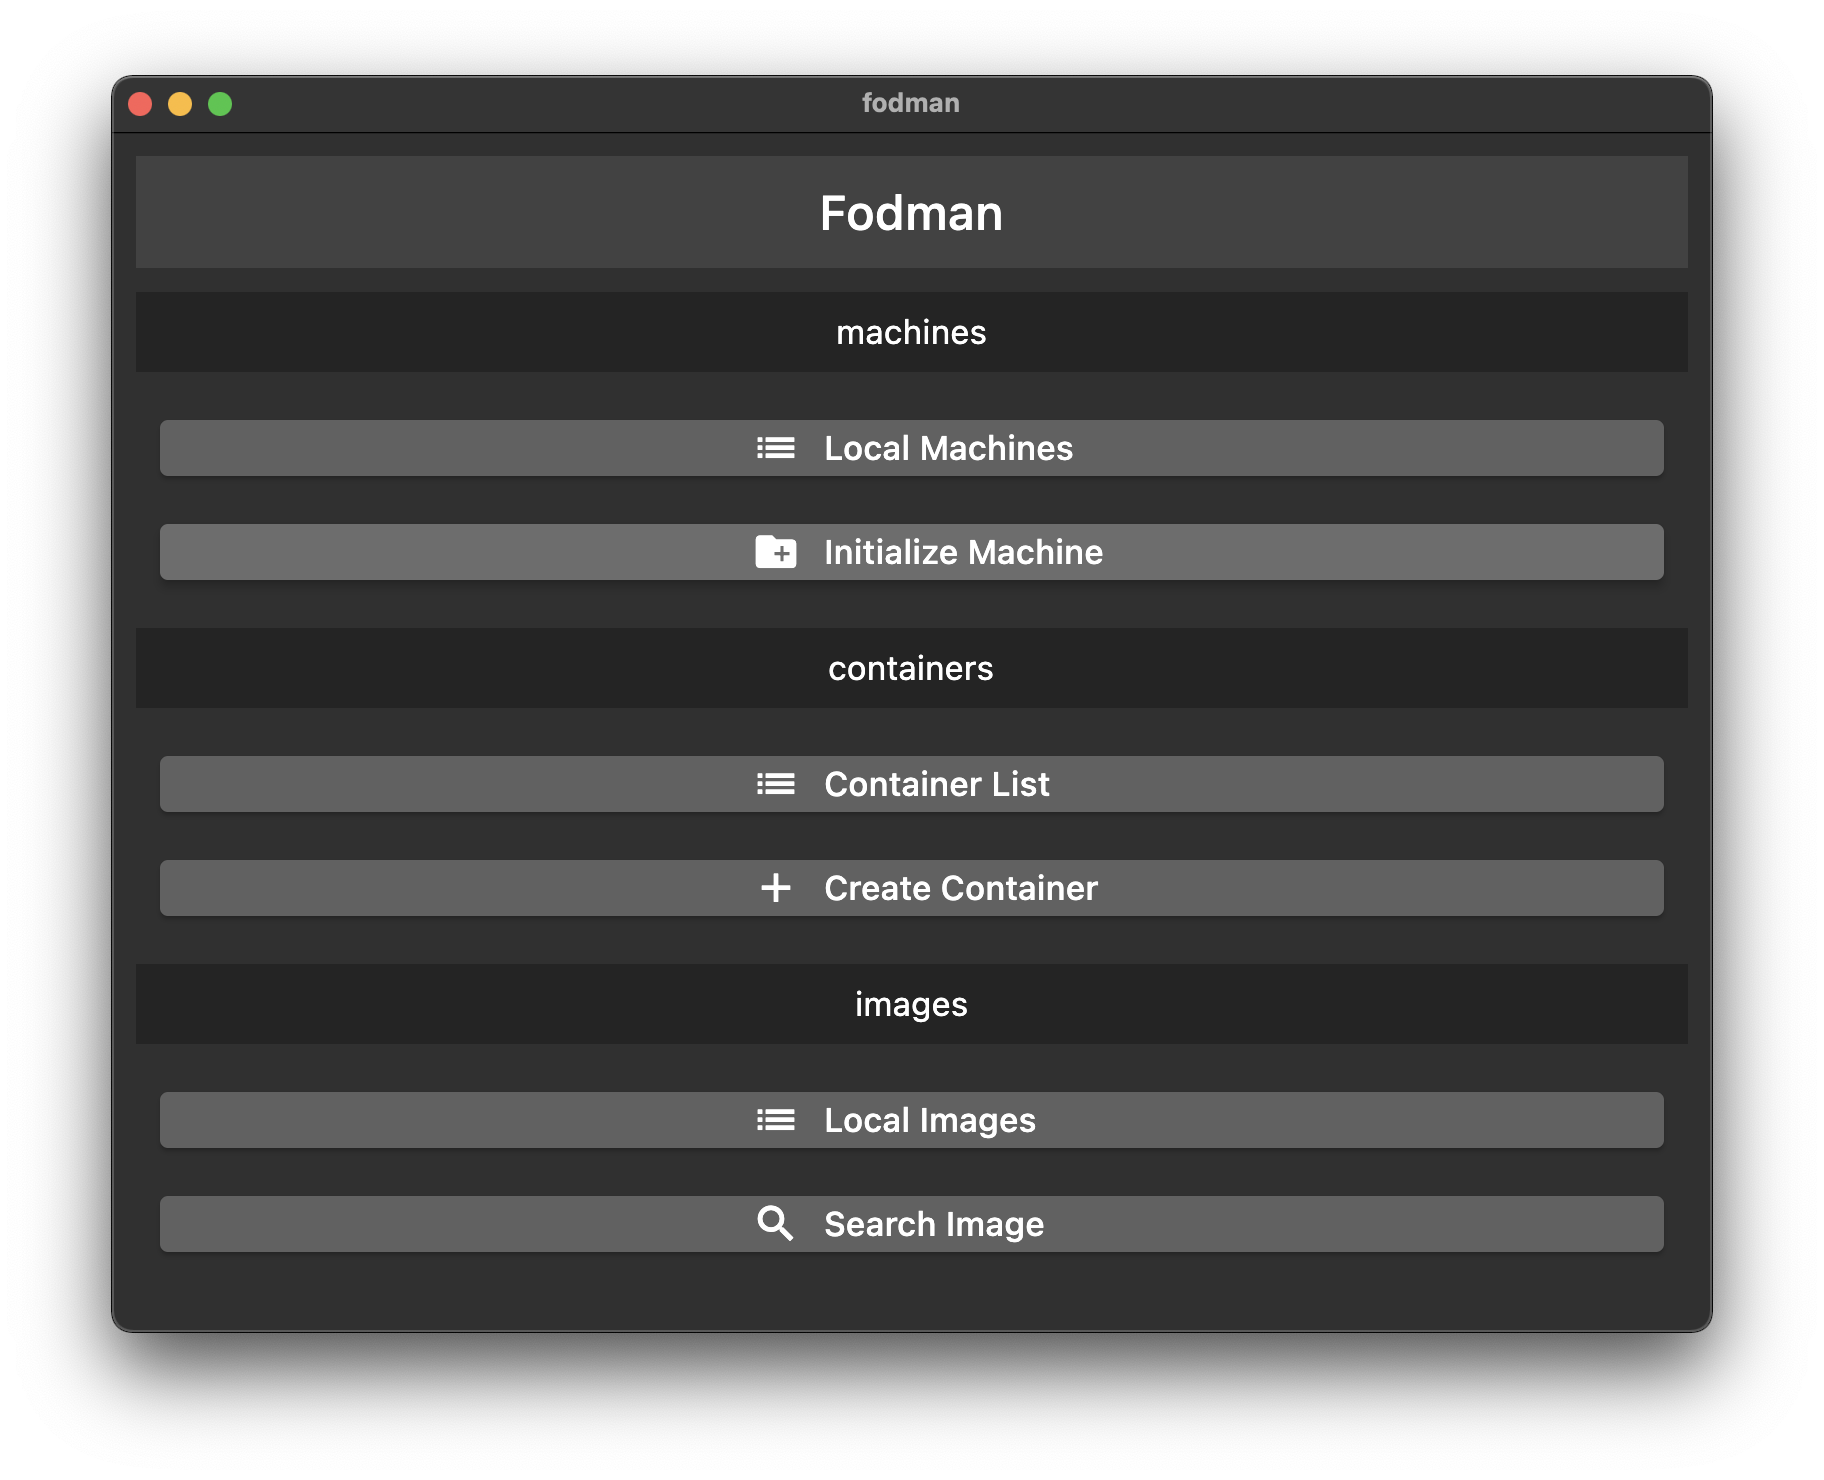 fodman
Fodman
machines
Local Machines
Initialize Machine
containers
Container List
Create Container
images
Local Images
Search Image